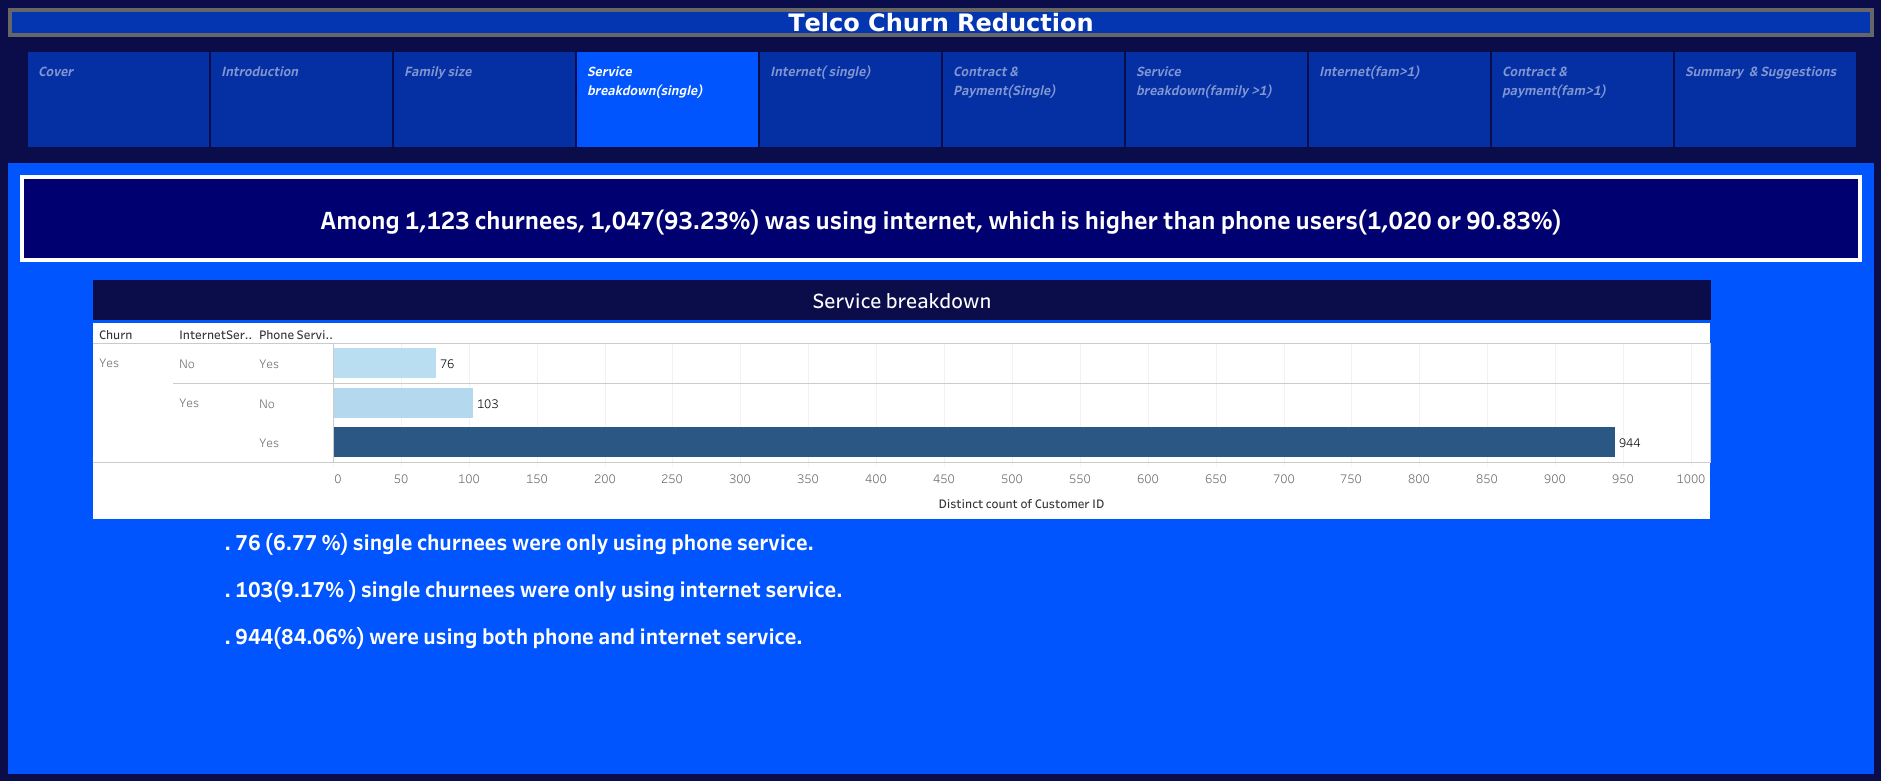 Telco Churn Reduction
Cover
Introduction
Family size
Service
breakdown(single)
Internet( single)
Contract &
Payment(Single)
Service
breakdown(family >1)
Internet(fam>1)
Contract &
payment(fam>1)
Summary & Suggestions
Among 1,123 churnees, 1,047(93.23%) was using internet, which is higher than phone users(1,020 or 90.83%)
Service breakdown
Churn InternetSer.. Phone Servi..
Yes No Yes 76
Yes No 103
Yes 944
0 50 100 150 200 250 300 350 400 450 500 550 600 650 700 750 800 850 900 950 1000
Distinct count of Customer ID
. 76 (6.77 %) single churnees were only using phone service.
. 103(9.17% ) single churnees were only using internet service.
. 944(84.06%) were using both phone and internet service.